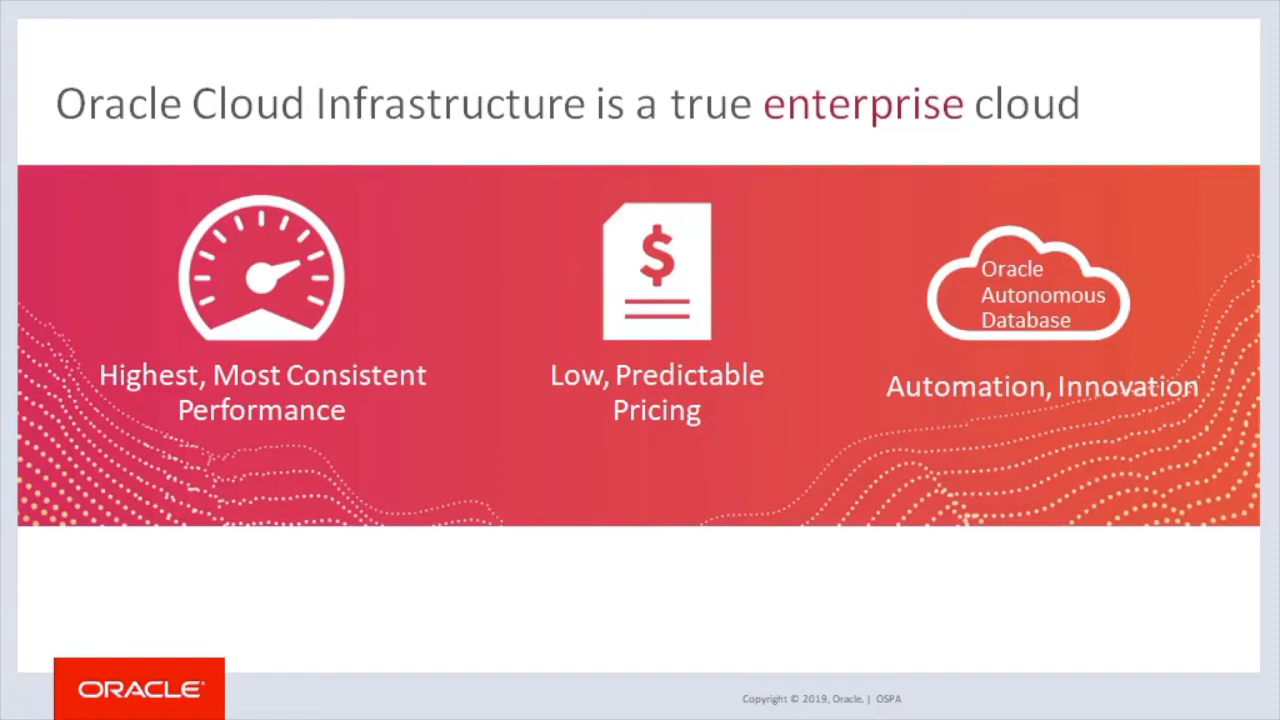 Oracle Cloud Infrastructure is a true enterprise cloud
$
Highest, Most Consistent
Performance
Low, Predictable
Pricing
Oracle
Autonomous
Database
Automation, Innovation
ORACLE®
Copyright © 2019, Oracle. | OSPA